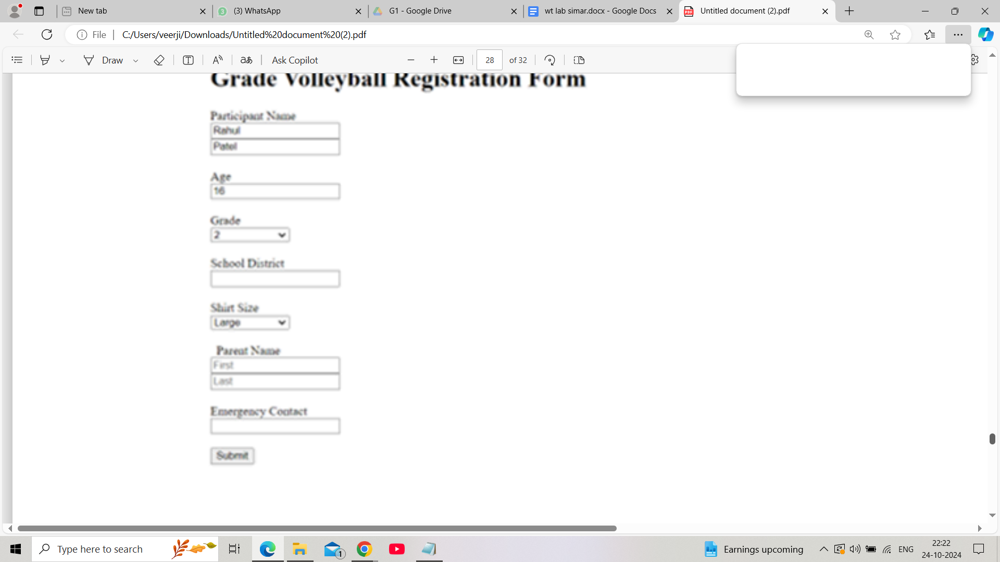 New tab
3
(3) WhatsApp
G1 - Google Drive
wt lab simar.docx - Google Docs
PDF
Untitled document (2).pdf
File
C:/Users/veerji/Downloads/Untitled%20document%20(2).pdf
Draw
Ask Copilot
28
of 32
Grade Volleyball Registration Form
Participant Name
Rahul
Patel
Age
16
Grade
2
School District
Shirt Size
Large
Parent Name
First
Last
Emergency Contact
Submit
Type here to search
1
Earnings upcoming
ENG
22:22
24-10-2024